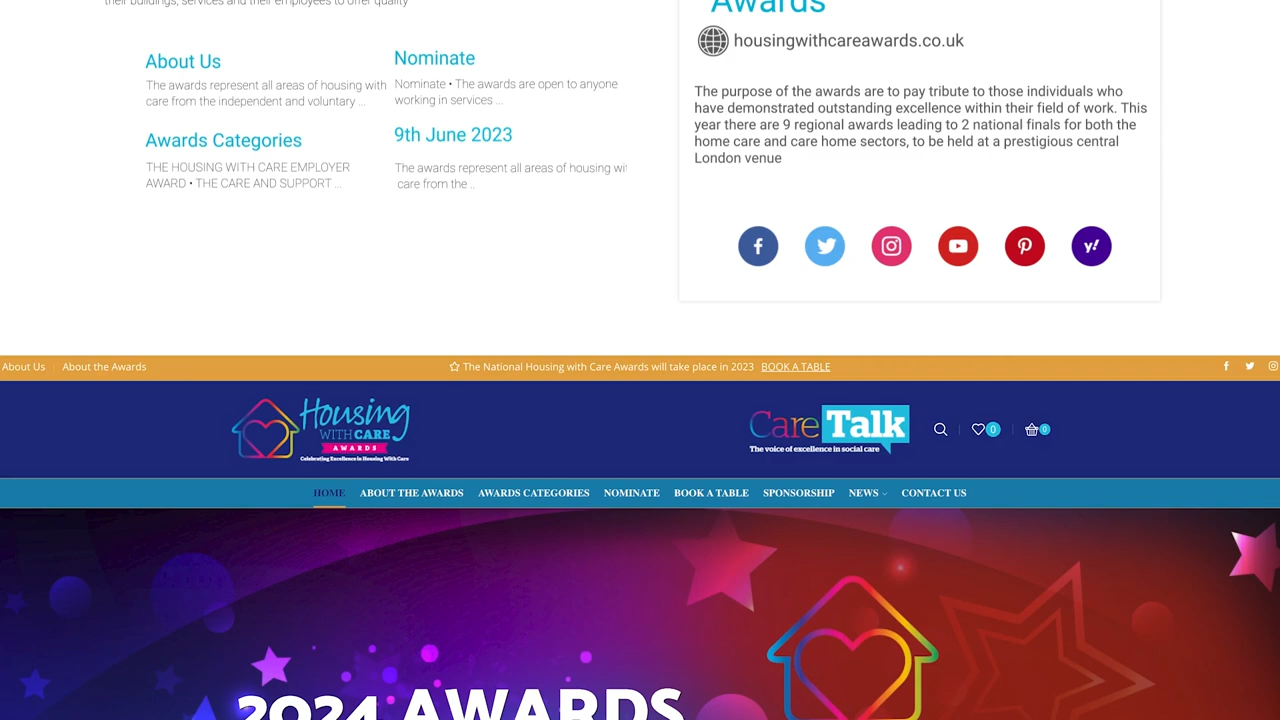 their buildings, services and their employees to offer quality
About Us
The awards represent all areas of housing with
care from the independent and voluntary ...
Awards Categories
THE HOUSING WITH CARE EMPLOYER
AWARD • THE CARE AND SUPPORT ...
Nominate
Nominate • The awards are open to anyone
working in services ...
9th June 2023
The awards represent all areas of housing wit
care from the ..
Awards
housingwithcareawards.co.uk
The purpose of the awards are to pay tribute to those individuals who
have demonstrated outstanding excellence within their field of work. This
year there are 9 regional awards leading to 2 national finals for both the
home care and care home sectors, to be held at a prestigious central
London venue
f
y!
About Us
About the Awards
The National Housing with Care Awards will take place in 2023 BOOK A TABLE
f
Housing
WITH CARE
AWARDS
Celebrating Excellence in Housing With Care
Care Talk
The voice of excellence in social care
0
0
HOME ABOUT THE AWARDS AWARDS CATEGORIES NOMINATE BOOK A TABLE SPONSORSHIP NEWS CONTACT US
2024 AWARDS